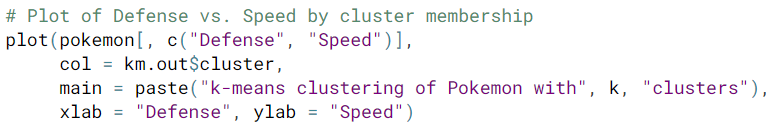 # Plot of Defense vs. Speed by cluster membership
plot(pokemon[, c("Defense", "Speed")],
     col = km.out$cluster,
     main = paste("k-means clustering of Pokemon with", k, "clusters"),
     xlab = "Defense", ylab = "Speed")